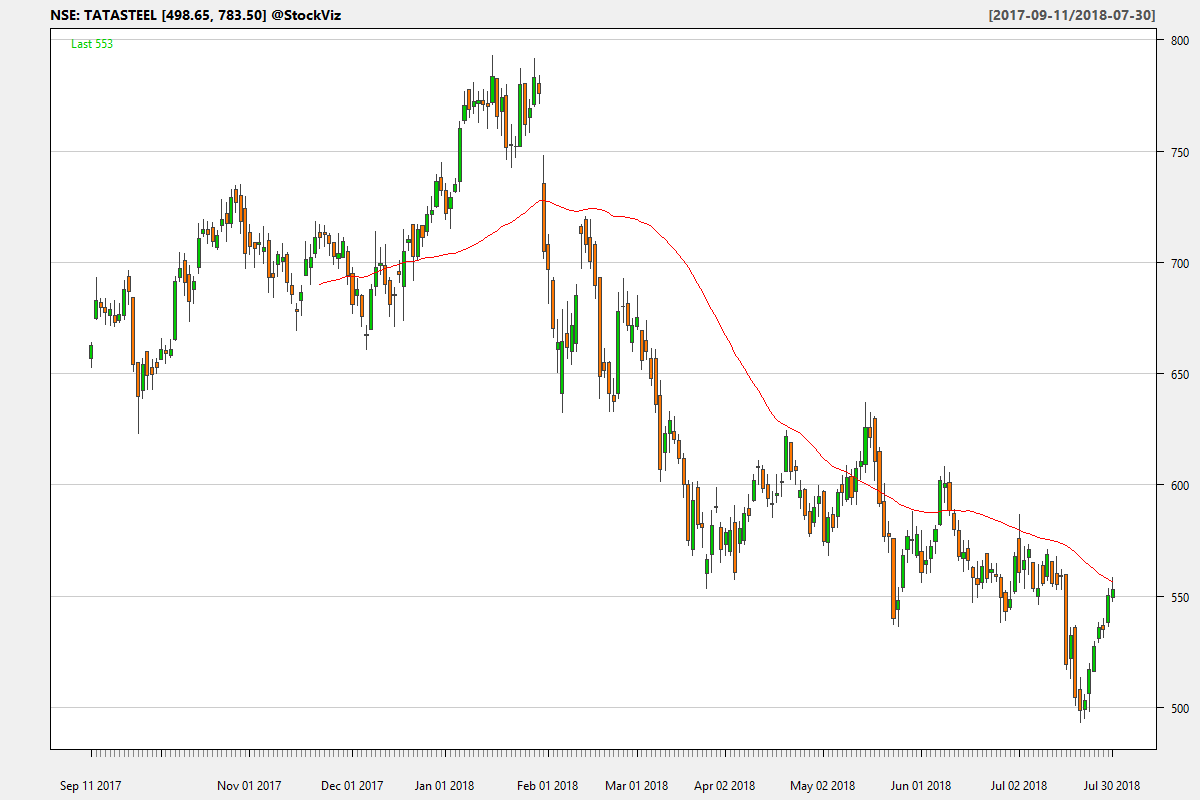 NSE: TATASTEEL [498.65, 783.50] @StockViz
[2017-09-11/2018-07-30]
Last 553
800
750
700
650
600
550
500
Sep 11 2017
Nov 01 2017
Dec 01 2017
Jan 01 2018
Feb 01 2018
Mar 01 2018
Apr 02 2018
May 02 2018
Jun 01 2018
Jul 02 2018
Jul 30 2018